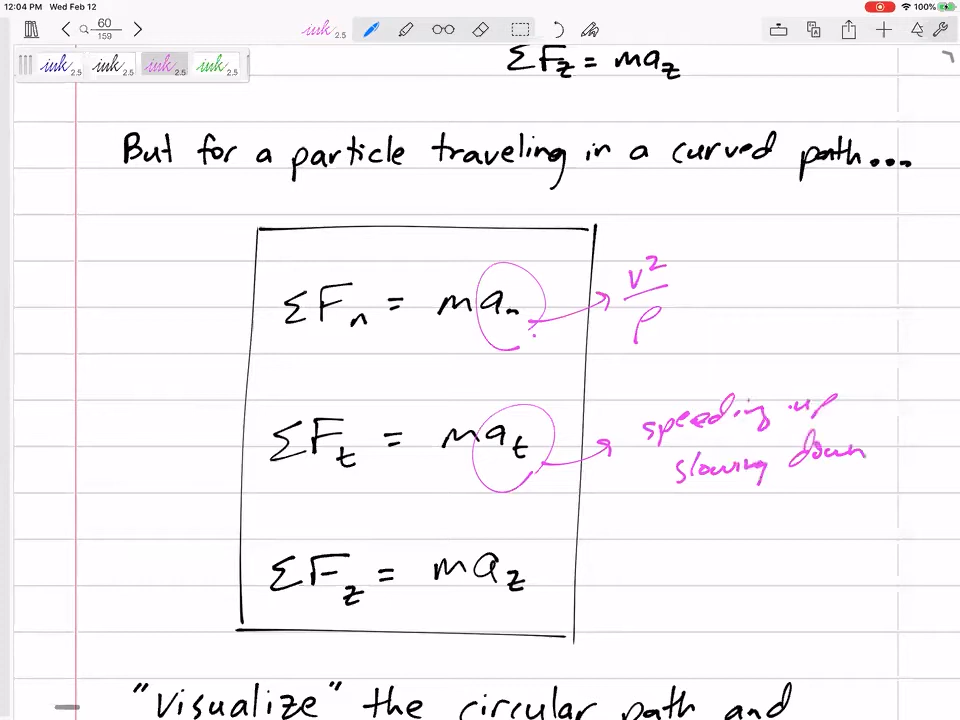 12:04 PM Wed Feb 12
100%
60
159
ink 2.5
ink 2.5 ink 2.5 ink 2.5 ink 2.5
ΣFz = maz
But for a particle traveling in a curved path...
ΣFn = man
v²/ρ
ΣFt = mat
speeding up
slowing down
ΣFz = maz
"Visualize" the circular path and